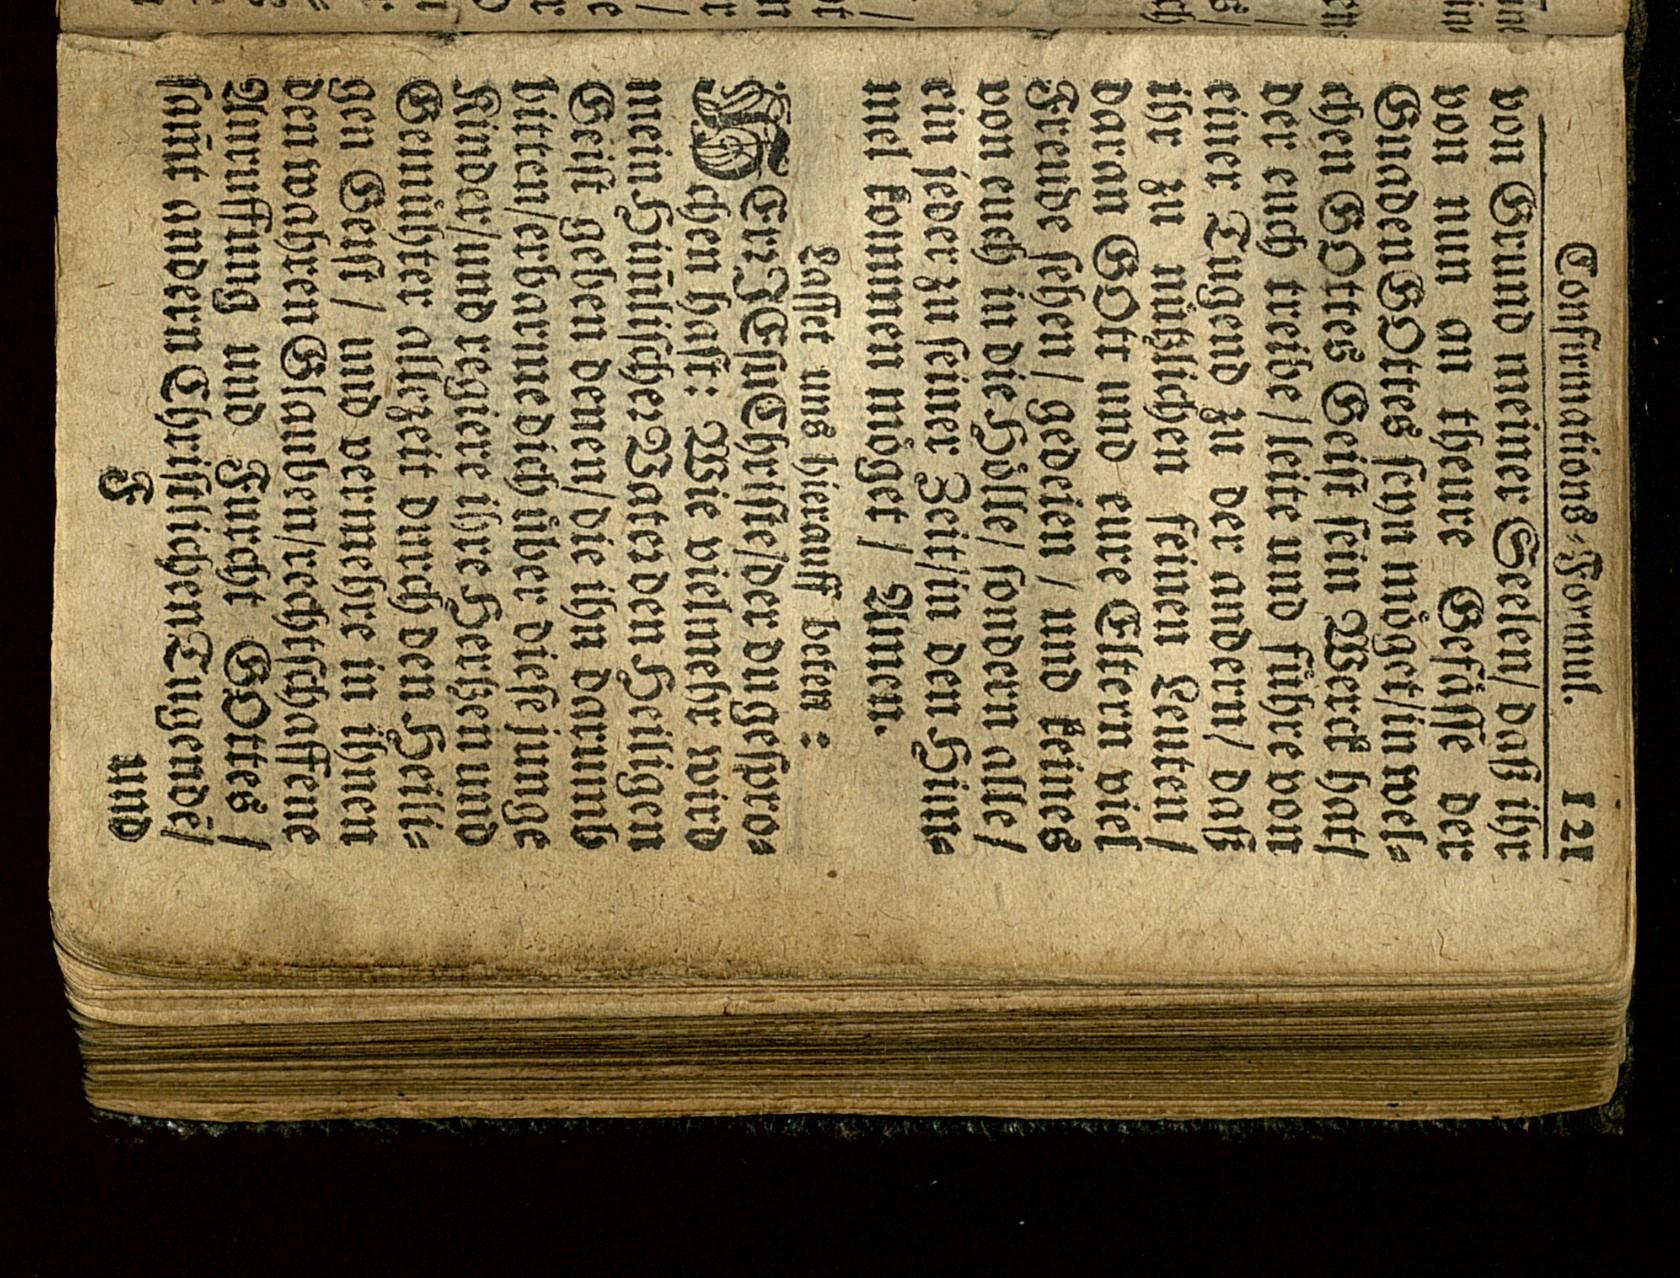 Confirmations-Formul. 121
von Grund meiner Seelen/ daß ihr
von nun an theure Gefässe der
Gnaden GOttes seyn möget/in wel-
chen GOttes Geist sein Werck hat/
der euch treibe/ leite und führe von
einer Tugend zu der andern/ daß
ihr zu nützlichen feinen Leuten/
daran GOtt und eure Eltern viel
Freude sehen/ gedeien/ und keines
von euch in die Hölle/ sondern alle/
ein jeder zu seiner Zeit/in den Him-
mel kommen möget/ Amen.
Lasset uns hierauff beten:
HErr JEsu Christe/der du gespro-
chen hast: Wie vielmehr wird
mein Him̃lischer Vater den Heiligen
Geist geben denen/die ihn darumb
bitten/erbarme dich über diese junge
Kinder/und regiere ihre Hertzen und
Gemühter allezeit durch den Heili-
gen Geist/ und vermehre in ihnen
den wahren Glauben/rechtschaffene
Anruffung und Furcht GOttes/
sam̃t andern Christlichen Tugendē/
F und